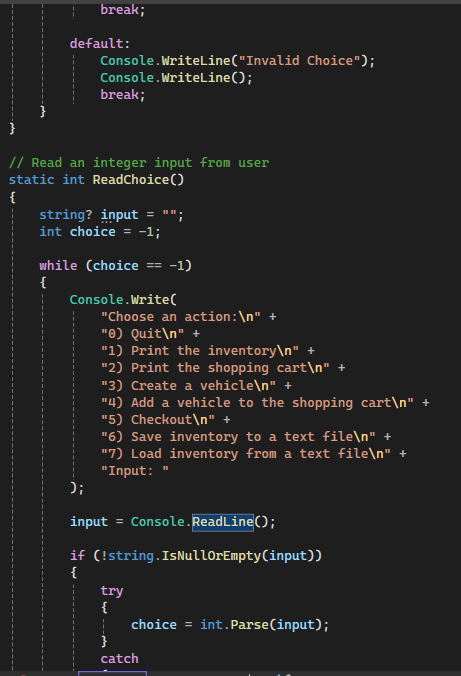 break;
default:
Console.WriteLine("Invalid Choice");
Console.WriteLine();
break;
}
}
// Read an integer input from user
static int ReadChoice()
{
string? input = "";
int choice = -1;
while (choice == -1)
{
Console.Write(
"Choose an action:\n" +
"0) Quit\n" +
"1) Print the inventory\n" +
"2) Print the shopping cart\n" +
"3) Create a vehicle\n" +
"4) Add a vehicle to the shopping cart\n" +
"5) Checkout\n" +
"6) Save inventory to a text file\n" +
"7) Load inventory from a text file\n" +
"Input: "
);
input = Console.ReadLine();
if (!string.IsNullOrEmpty(input))
{
try
{
choice = int.Parse(input);
}
catch